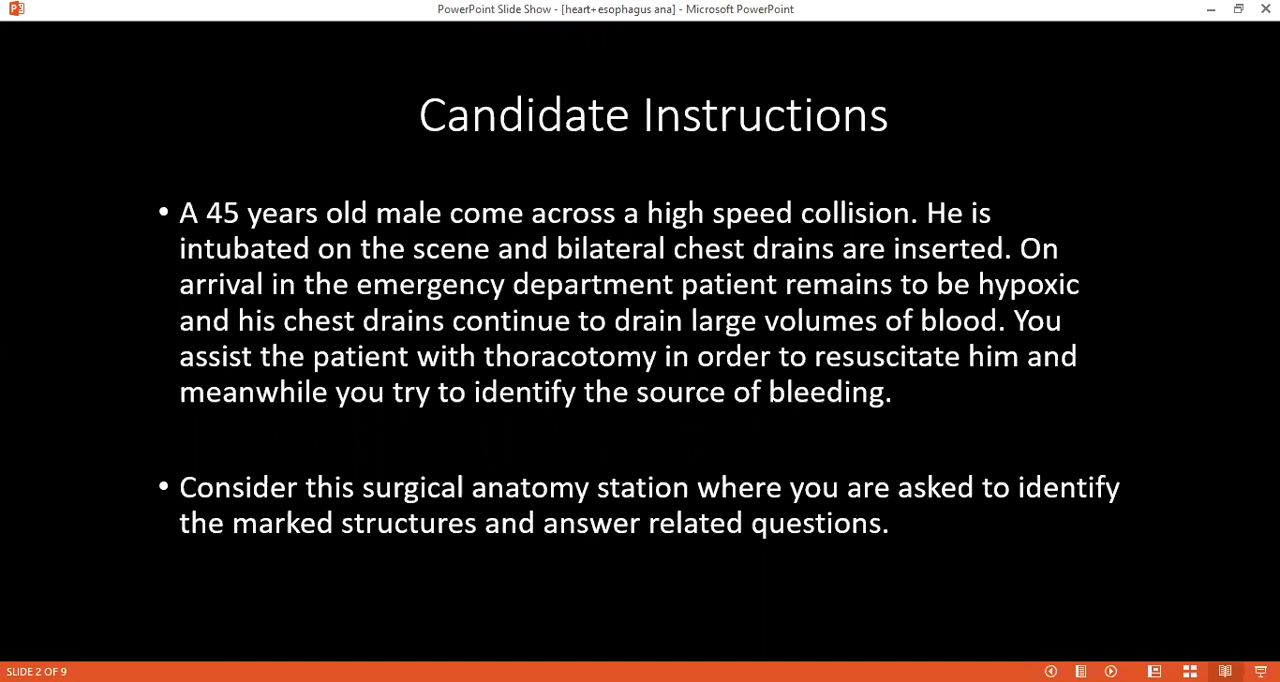 PowerPoint Slide Show - [heart+esophagus ana] - Microsoft PowerPoint
Candidate Instructions
• A 45 years old male come across a high speed collision. He is
intubated on the scene and bilateral chest drains are inserted. On
arrival in the emergency department patient remains to be hypoxic
and his chest drains continue to drain large volumes of blood. You
assist the patient with thoracotomy in order to resuscitate him and
meanwhile you try to identify the source of bleeding.
• Consider this surgical anatomy station where you are asked to identify
the marked structures and answer related questions.
SLIDE 2 OF 9